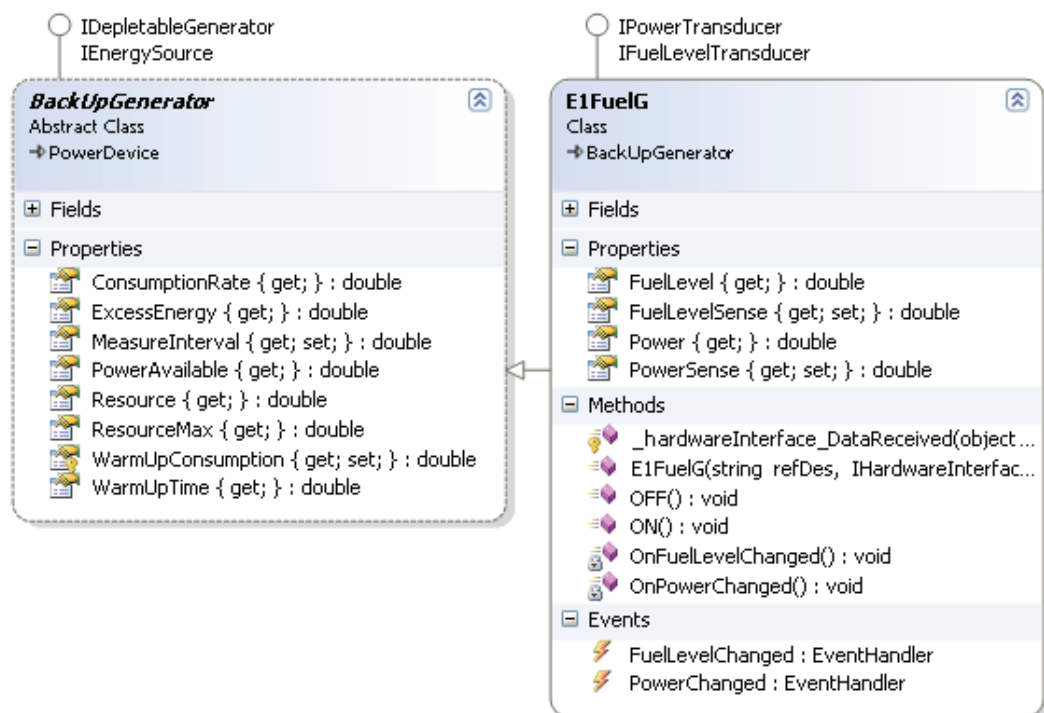 IDepletableGenerator
IEnergySource
BackUpGenerator
Abstract Class
PowerDevice
Fields
Properties
ConsumptionRate { get; } : double
ExcessEnergy { get; } : double
MeasureInterval { get; set; } : double
PowerAvailable { get; } : double
Resource { get; } : double
ResourceMax { get; } : double
WarmUpConsumption { get; set; } : double
WarmUpTime { get; } : double
IPowerTransducer
IFuelLevelTransducer
E1FuelG
Class
BackUpGenerator
Fields
Properties
FuelLevel { get; } : double
FuelLevelSense { get; set; } : double
Power { get; } : double
PowerSense { get; set; } : double
Methods
_hardwareInterface_DataReceived(object ...
E1FuelG(string refDes, IHardwareInterfac...
OFF() : void
ON() : void
OnFuelLevelChanged() : void
OnPowerChanged() : void
Events
FuelLevelChanged : EventHandler
PowerChanged : EventHandler